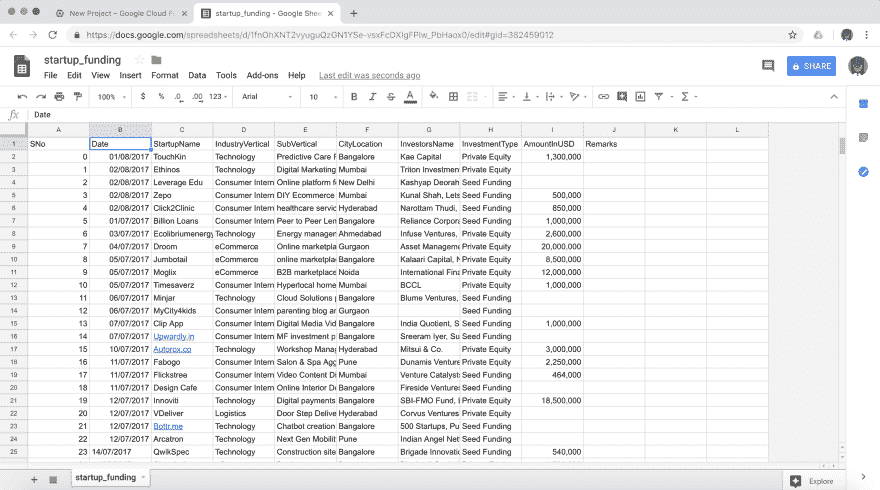 New Project – Google Cloud P
startup_funding - Google Shee
https://docs.google.com/spreadsheets/d/1fnOhXNT2vyuguQzGN1YSe-vsxFcDXlgFPlw_PbHaox0/edit#gid=382459012
startup_funding
File Edit View Insert Format Data Tools Add-ons Help Last edit was seconds ago
SHARE
100% $ % .0 .00 123 Arial 10 B I S A
fx Date
A B C D E F G H I J K L
1 SNo Date StartupName IndustryVertical SubVertical CityLocation InvestorsName InvestmentType AmountInUSD Remarks
2 0 01/08/2017 TouchKin Technology Predictive Care Bangalore Kae Capital Private Equity 1,300,000
3 1 02/08/2017 Ethinos Technology Digital Marketing Mumbai Triton Investment Private Equity
4 2 02/08/2017 Leverage Edu Consumer Intern Online platform f New Delhi Kashyap Deorah Seed Funding
5 3 02/08/2017 Zepo Consumer Intern DIY Ecommerce Mumbai Kunal Shah, Lets Seed Funding 500,000
6 4 02/08/2017 Click2Clinic Consumer Intern healthcare servic Hyderabad Narottam Thudi, Seed Funding 850,000
7 5 01/07/2017 Billion Loans Consumer Intern Peer to Peer Len Bangalore Reliance Corpora Seed Funding 1,000,000
8 6 03/07/2017 Ecolibriumenergy Technology Energy managem Ahmedabad Infuse Ventures, Private Equity 2,600,000
9 7 04/07/2017 Droom eCommerce Online marketpla Gurgaon Asset Manageme Private Equity 20,000,000
10 8 05/07/2017 Jumbotail eCommerce online marketpla Bangalore Kalaari Capital, N Private Equity 8,500,000
11 9 05/07/2017 Moglix eCommerce B2B marketplace Noida International Fina Private Equity 12,000,000
12 10 05/07/2017 Timesaverz Consumer Intern Hyperlocal home Mumbai BCCL Private Equity 1,000,000
13 11 06/07/2017 Minjar Technology Cloud Solutions p Bangalore Blume Ventures, Seed Funding
14 12 06/07/2017 MyCity4kids Consumer Intern parenting blog an Gurgaon Seed Funding
15 13 07/07/2017 Clip App Consumer Intern Digital Media Vid Bangalore India Quotient, S Seed Funding 1,000,000
16 14 07/07/2017 Upwardly.in Consumer Intern MF investment p Bangalore Sreeram Iyer, Su Seed Funding
17 15 10/07/2017 Autorox.co Technology Workshop Manag Hyderabad Mitsui & Co. Private Equity 3,000,000
18 16 11/07/2017 Fabogo Consumer Intern Salon & Spa Agg Pune Dunamis Venture Private Equity 2,250,000
19 17 11/07/2017 Flickstree Consumer Intern Video Content Di Mumbai Venture Catalyst Seed Funding 464,000
20 18 11/07/2017 Design Cafe Consumer Intern Online Interior De Bangalore Fireside Ventures Seed Funding
21 19 12/07/2017 Innoviti Technology Digital payments Bangalore SBI-FMO Fund, Private Equity 18,500,000
22 20 12/07/2017 VDeliver Logistics Door Step Delive Hyderabad Corvus Ventures Private Equity
23 21 12/07/2017 Bottr.me Technology Chatbot creation Bangalore 500 Startups, Pu Seed Funding
24 22 12/07/2017 Arcatron Technology Next Gen Mobilit Pune Indian Angel Net Seed Funding
25 23 14/07/2017 QwikSpec Technology Construction site Bangalore Brigade Innovatio Seed Funding 540,000
startup_funding
Explore